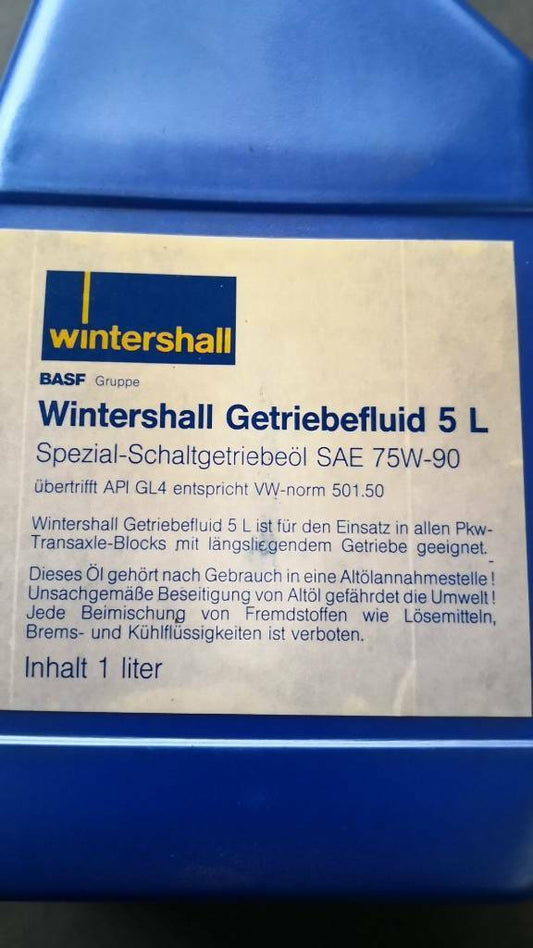 wintershall
BASF Gruppe
Wintershall Getriebefluid 5 L
Spezial-Schaltgetriebeöl SAE 75W-90
übertrifft API GL4 entspricht VW-norm 501.50
Wintershall Getriebefluid 5 L ist für den Einsatz in allen Pkw-
Transaxle-Blocks mit längsliegendem Getriebe geeignet.
Dieses Öl gehört nach Gebrauch in eine Altölannahmestelle!
Unsachgemäße Beseitigung von Altöl gefährdet die Umwelt!
Jede Beimischung von Fremdstoffen wie Lösemitteln,
Brems- und Kühlflüssigkeiten ist verboten.
Inhalt 1 liter